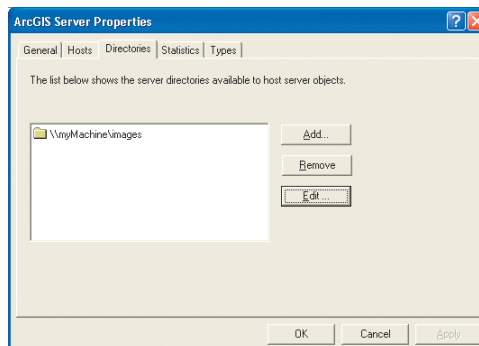 ArcGIS Server Properties
General Hosts Directories Statistics Types
The list below shows the server directories available to host server objects.
\\myMachine\images
Add...
Remove
Edit ...
OK Cancel Apply